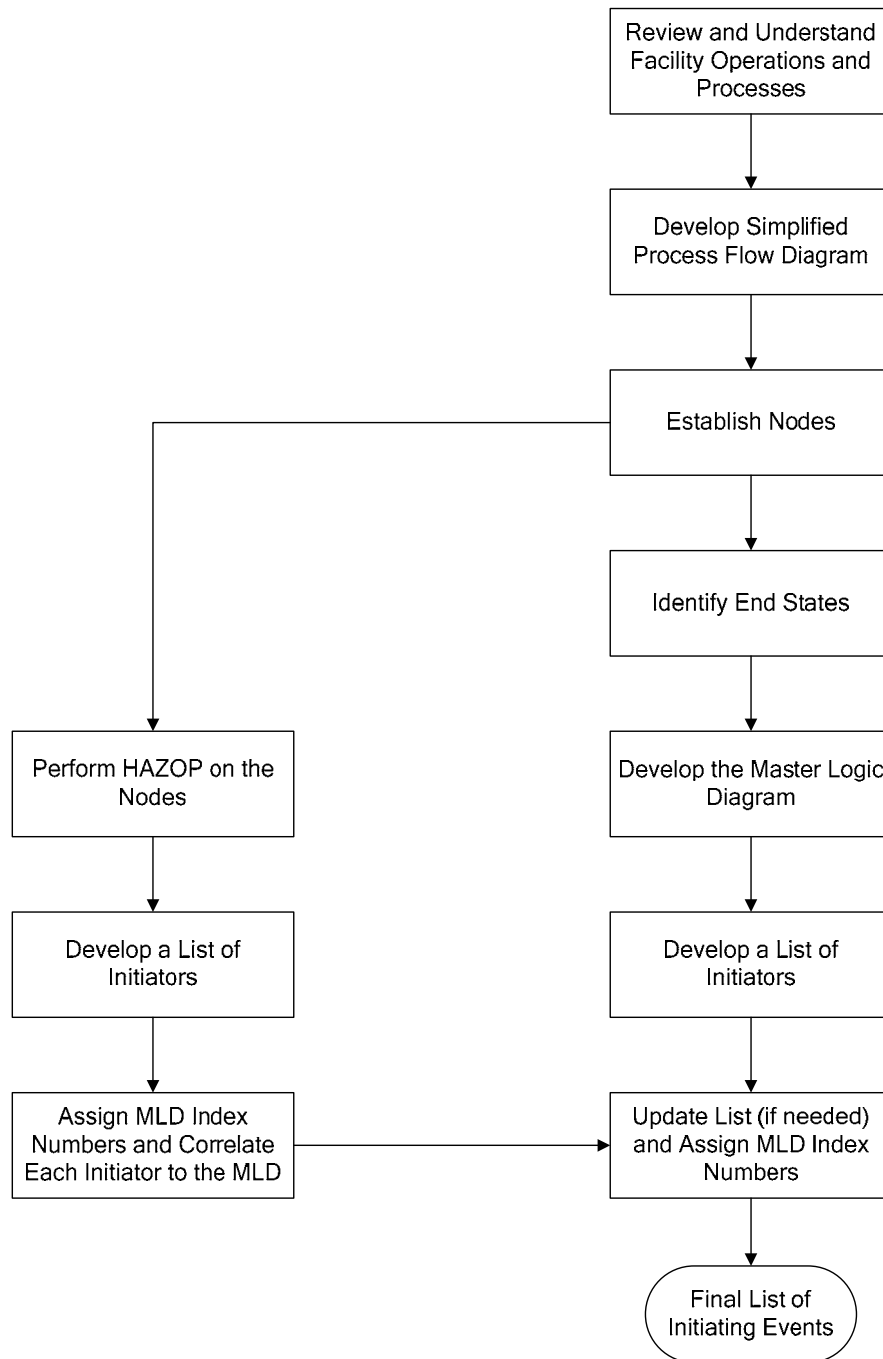 Review and Understand
Facility Operations and
Processes
Develop Simplified
Process Flow Diagram
Establish Nodes
Identify End States
Perform HAZOP on the
Nodes
Develop the Master Logic
Diagram
Develop a List of
Initiators
Develop a List of
Initiators
Assign MLD Index
Numbers and Correlate
Each Initiator to the MLD
Update List (if needed)
and Assign MLD Index
Numbers
Final List of
Initiating Events